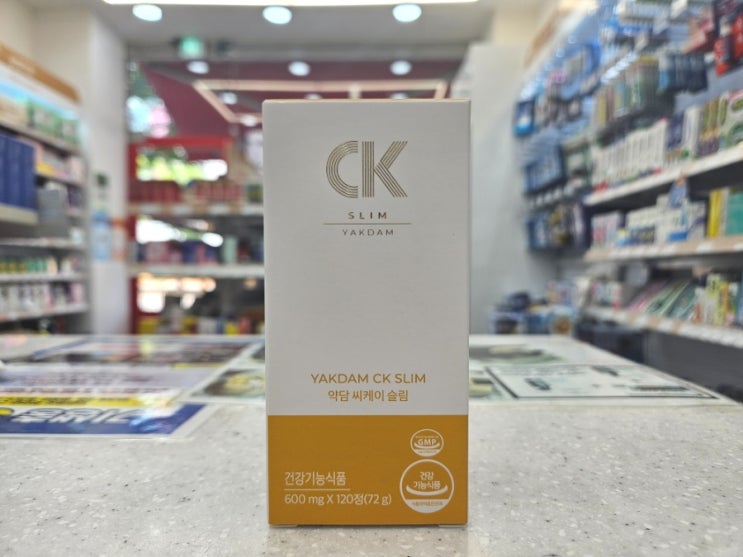 CK
SLIM
YAKDAM
YAKDAM CK SLIM
약담 씨케이 슬림
GMP
건강기능식품
600 mg X 120정(72 g)
건강
기능식품